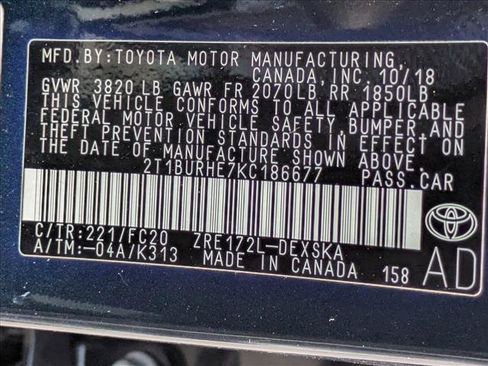 MFD.BY:TOYOTA MOTOR MANUFACTURING,
CANADA, INC. 10/18
GVWR 3820 LB GAWR FR 2070LB RR 1850LB
THIS VEHICLE CONFORMS TO ALL APPLICABLE
FEDERAL MOTOR VEHICLE SAFETY, BUMPER AND
THEFT PREVENTION STANDARDS IN EFFECT
ON THE DATE OF MANUFACTURE SHOWN ABOVE.
2T1BURHE7KC186677 PASS.CAR
C/TR:221/FC20 ZRE172L-DEXSKA
A/TM:-04A/K313 MADE IN CANADA 158
TOYOTA
AD